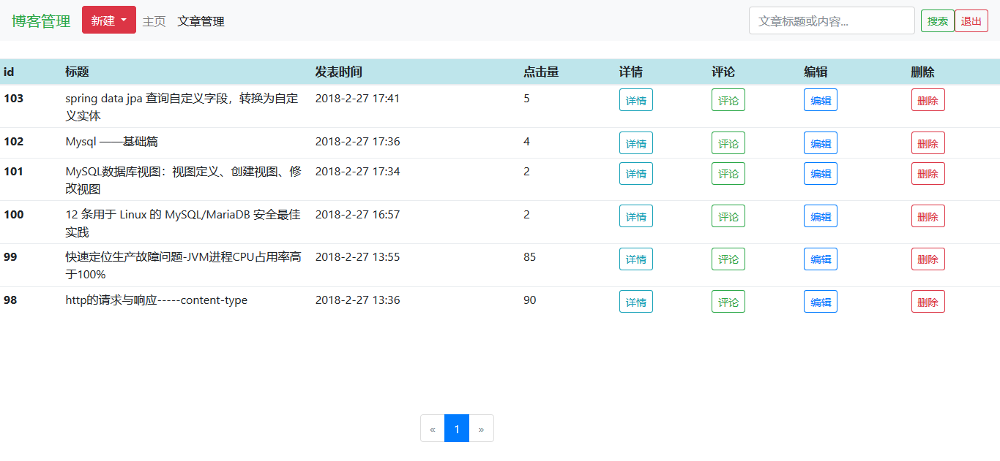 博客管理 新建 主页 文章管理 文章标题或内容... 搜索 退出
id 标题 发表时间 点击量 详情 评论 编辑 删除
103 spring data jpa 查询自定义字段，转换为自定 2018-2-27 17:41 5 详情 评论 编辑 删除
义实体
102 Mysql ——基础篇 2018-2-27 17:36 4 详情 评论 编辑 删除
101 MySQL数据库视图：视图定义、创建视图、修 2018-2-27 17:34 2 详情 评论 编辑 删除
改视图
100 12 条用于 Linux 的 MySQL/MariaDB 安全最佳 2018-2-27 16:57 2 详情 评论 编辑 删除
实践
99 快速定位生产故障问题-JVM进程CPU占用率高 2018-2-27 13:55 85 详情 评论 编辑 删除
于100%
98 http的请求与响应-----content-type 2018-2-27 13:36 90 详情 评论 编辑 删除
« 1 »